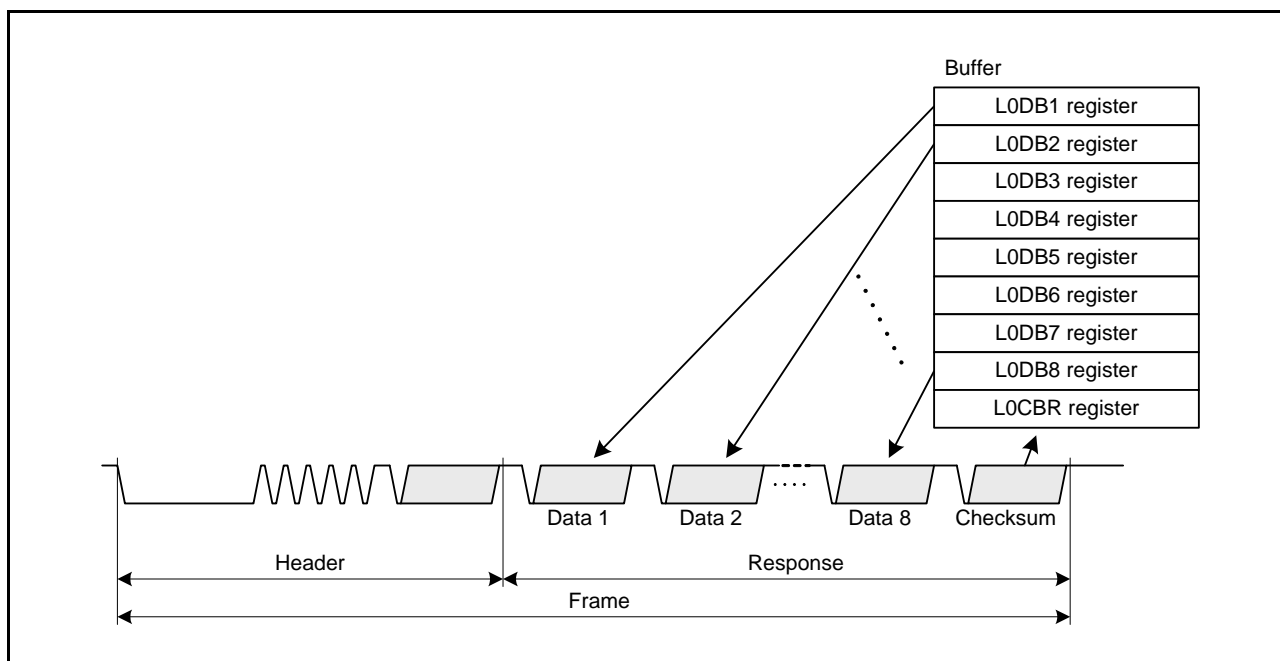 Buffer
L0DB1 register
L0DB2 register
L0DB3 register
L0DB4 register
L0DB5 register
L0DB6 register
L0DB7 register
L0DB8 register
L0CBR register
Data 1 Data 2 Data 8 Checksum
Header Response
Frame